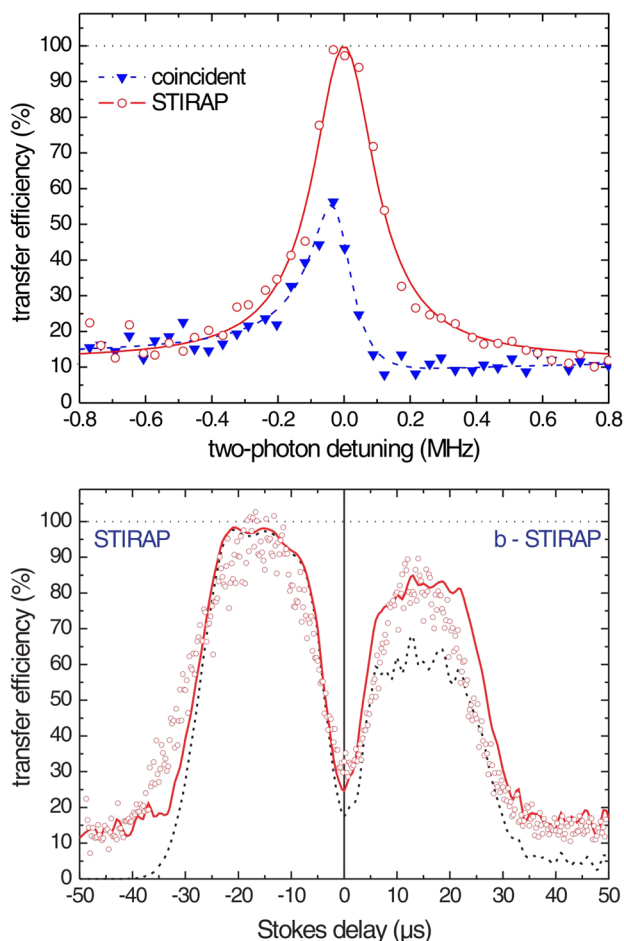 100
90
80
70
60
50
40
30
20
10
0
transfer efficiency (%)
coincident
STIRAP
-0.8 -0.6 -0.4 -0.2 0.0 0.2 0.4 0.6 0.8
two-photon detuning (MHz)
100
90
80
70
60
50
40
30
20
10
0
transfer efficiency (%)
STIRAP
b - STIRAP
-50 -40 -30 -20 -10 0 10 20 30 40 50
Stokes delay (µs)